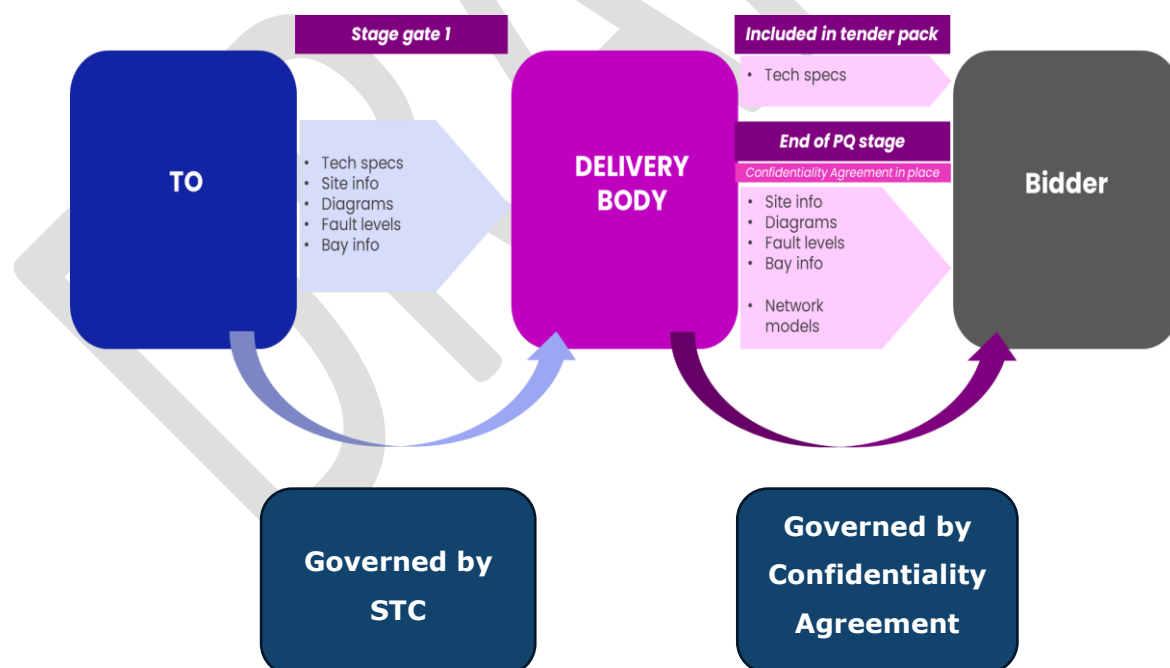 Stage gate 1
Included in tender pack
TO
• Tech specs
• Site info
• Diagrams
• Fault levels
• Bay info
DELIVERY
BODY
• Tech specs
End of PQ stage
Confidentiality Agreement in place
• Site info
• Diagrams
• Fault levels
• Bay info
• Network
models
Bidder
Governed by
STC
Governed by
Confidentiality
Agreement